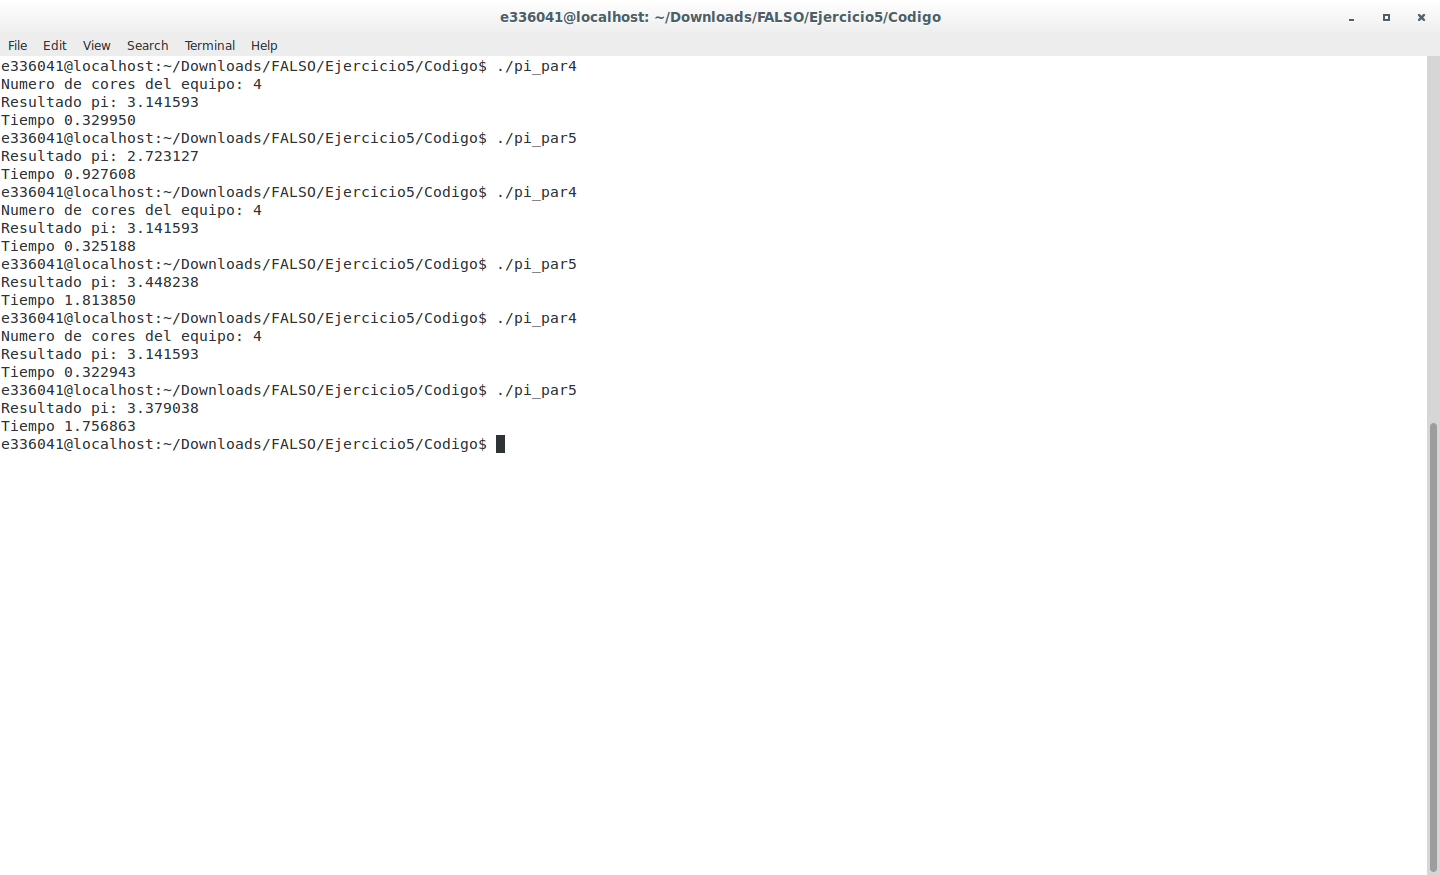 e336041@localhost: ~/Downloads/FALSO/Ejercicio5/Codigo
File Edit View Search Terminal Help
e336041@localhost:~/Downloads/FALSO/Ejercicio5/Codigo$ ./pi_par4
Numero de cores del equipo: 4
Resultado pi: 3.141593
Tiempo 0.329950
e336041@localhost:~/Downloads/FALSO/Ejercicio5/Codigo$ ./pi_par5
Resultado pi: 2.723127
Tiempo 0.927608
e336041@localhost:~/Downloads/FALSO/Ejercicio5/Codigo$ ./pi_par4
Numero de cores del equipo: 4
Resultado pi: 3.141593
Tiempo 0.325188
e336041@localhost:~/Downloads/FALSO/Ejercicio5/Codigo$ ./pi_par5
Resultado pi: 3.448238
Tiempo 1.813850
e336041@localhost:~/Downloads/FALSO/Ejercicio5/Codigo$ ./pi_par4
Numero de cores del equipo: 4
Resultado pi: 3.141593
Tiempo 0.322943
e336041@localhost:~/Downloads/FALSO/Ejercicio5/Codigo$ ./pi_par5
Resultado pi: 3.379038
Tiempo 1.756863
e336041@localhost:~/Downloads/FALSO/Ejercicio5/Codigo$